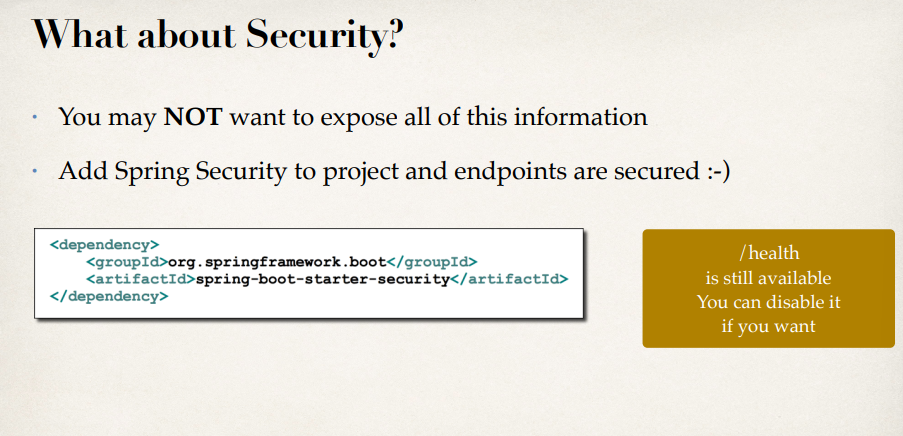 What about Security?
• You may NOT want to expose all of this information
• Add Spring Security to project and endpoints are secured :-)
<dependency>
    <groupId>org.springframework.boot</groupId>
    <artifactId>spring-boot-starter-security</artifactId>
</dependency>
/health
is still available
You can disable it
if you want